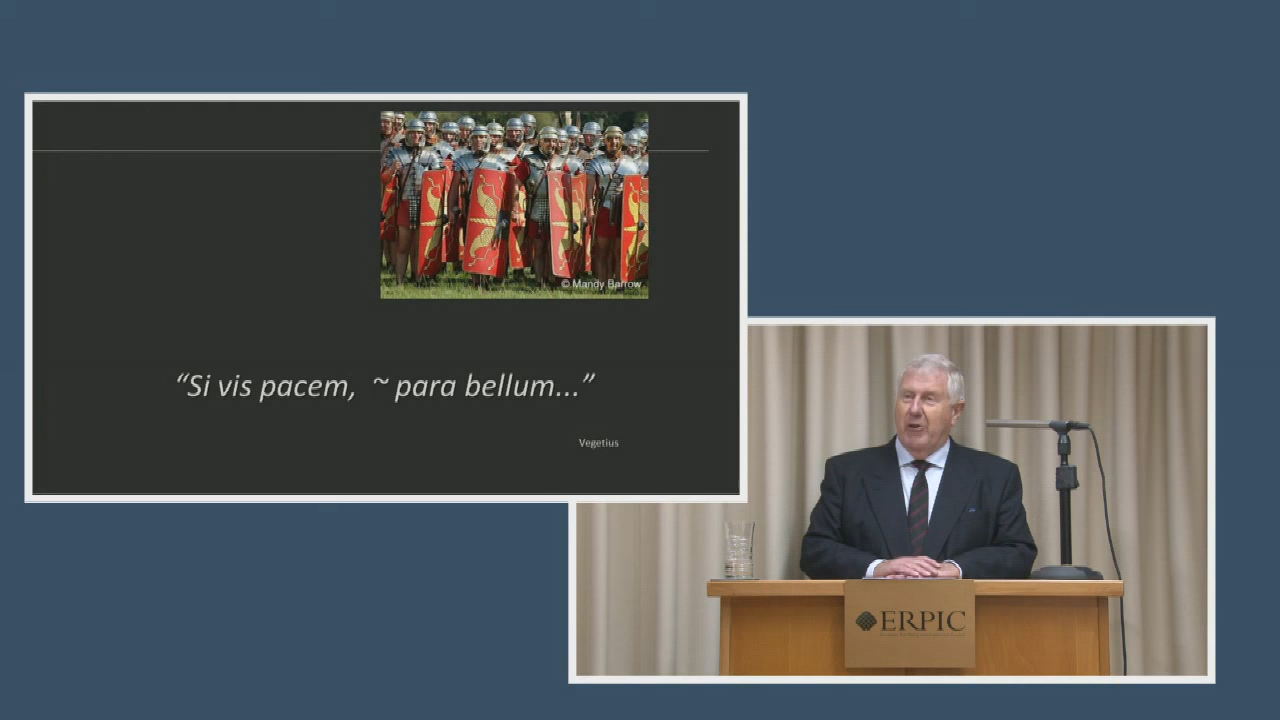 © Mandy Barrow
“Si vis pacem, ~ para bellum...”
Vegetius
ERPIC